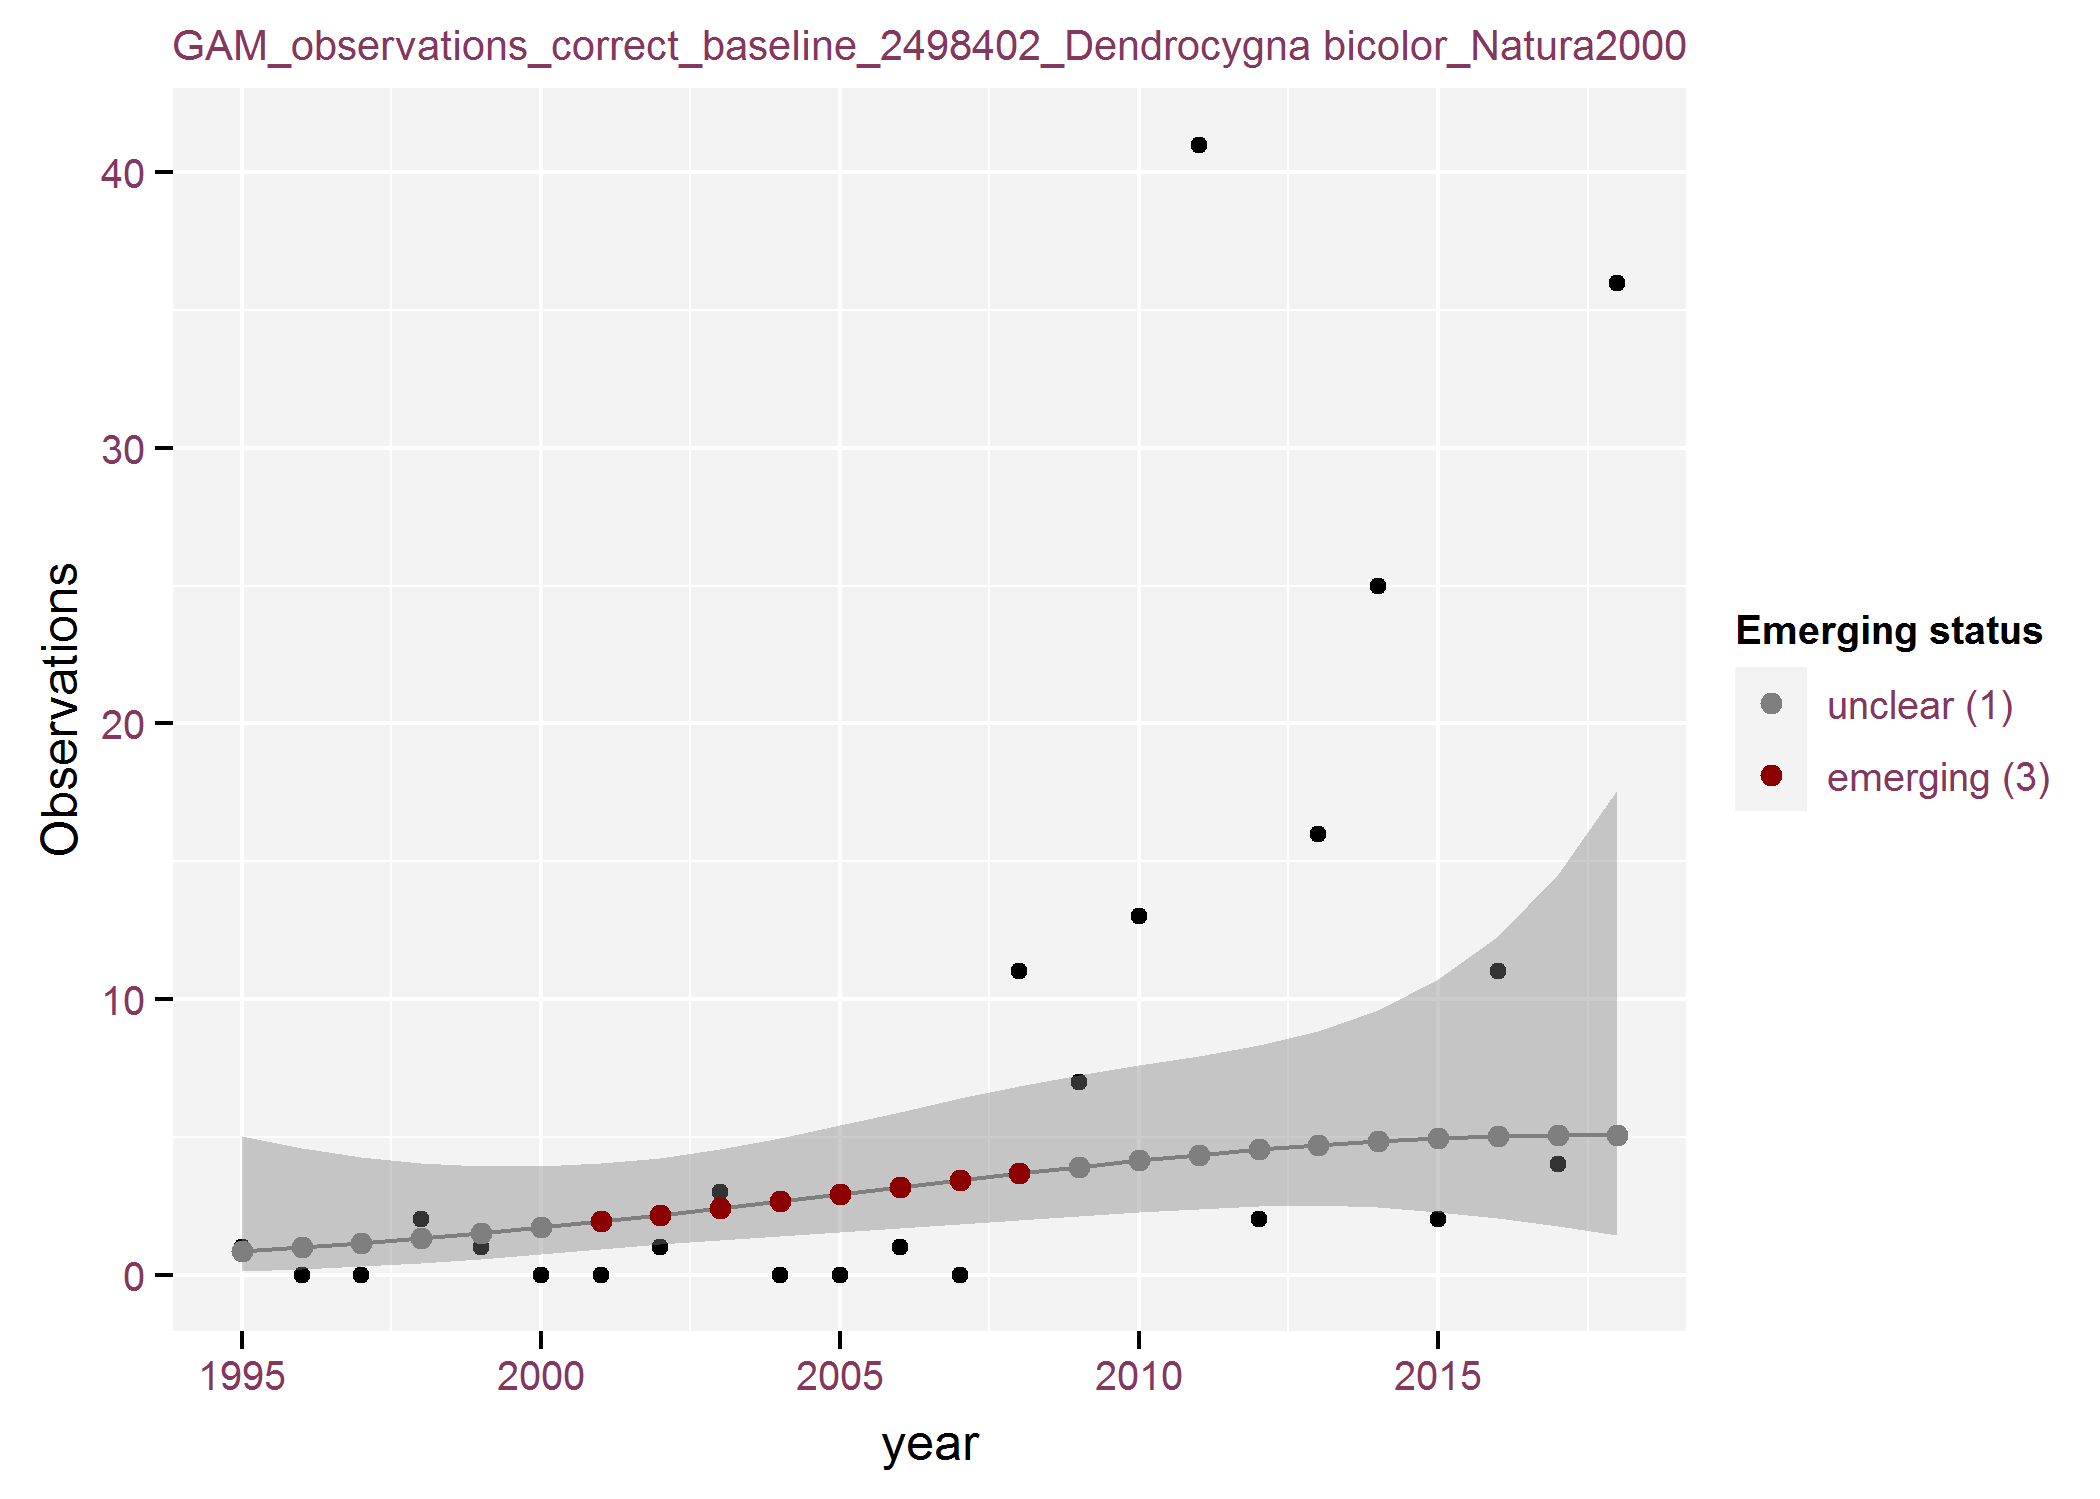 GAM_observations_correct_baseline_2498402_Dendrocygna bicolor_Natura2000
Observations
40
30
20
10
0
1995 2000 2005 2010 2015
year
Emerging status
unclear (1)
emerging (3)